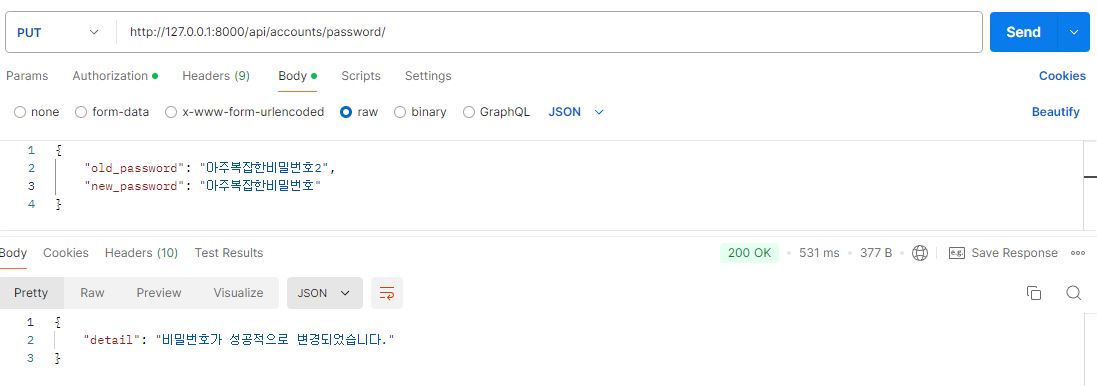 PUT http://127.0.0.1:8000/api/accounts/password/ Send
Params Authorization Headers (9) Body Scripts Settings Cookies
none form-data x-www-form-urlencoded raw binary GraphQL JSON Beautify
1 {
2 "old_password": "아주복잡한비밀번호2",
3 "new_password": "아주복잡한비밀번호"
4 }
Body Cookies Headers (10) Test Results 200 OK 531 ms 377 B e.g. Save Response
Pretty Raw Preview Visualize JSON
1 {
2 "detail": "비밀번호가 성공적으로 변경되었습니다."
3 }